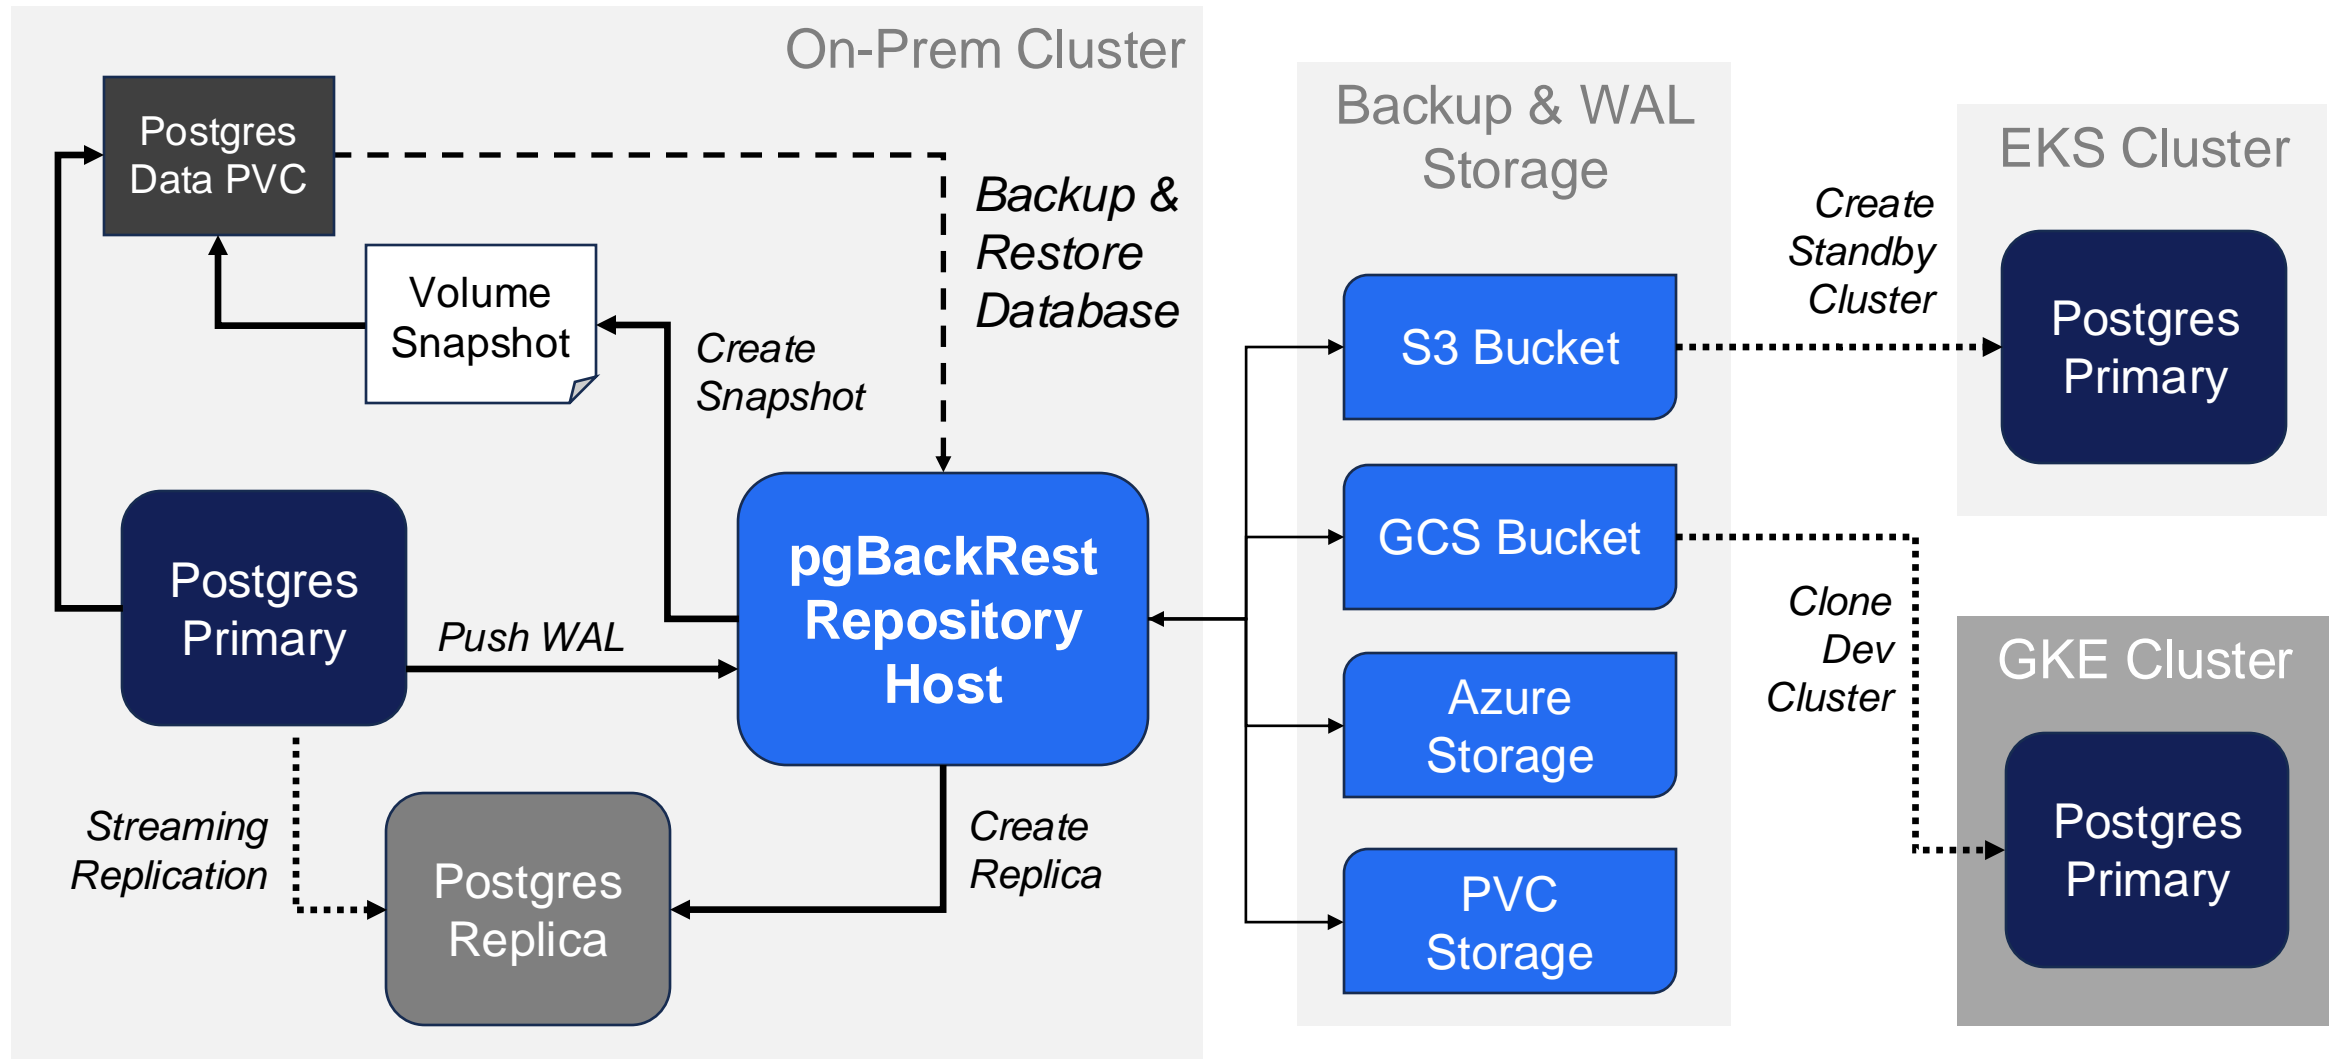 On-Prem Cluster
Postgres
Data PVC
Backup &
Restore
Database
Volume
Snapshot
Create
Snapshot
Postgres
Primary
Push WAL
pgBackRest
Repository
Host
Streaming
Replication
Postgres
Replica
Create
Replica
Backup & WAL
Storage
S3 Bucket
GCS Bucket
Azure
Storage
PVC
Storage
Create
Standby
Cluster
EKS Cluster
Postgres
Primary
Clone
Dev
Cluster
GKE Cluster
Postgres
Primary